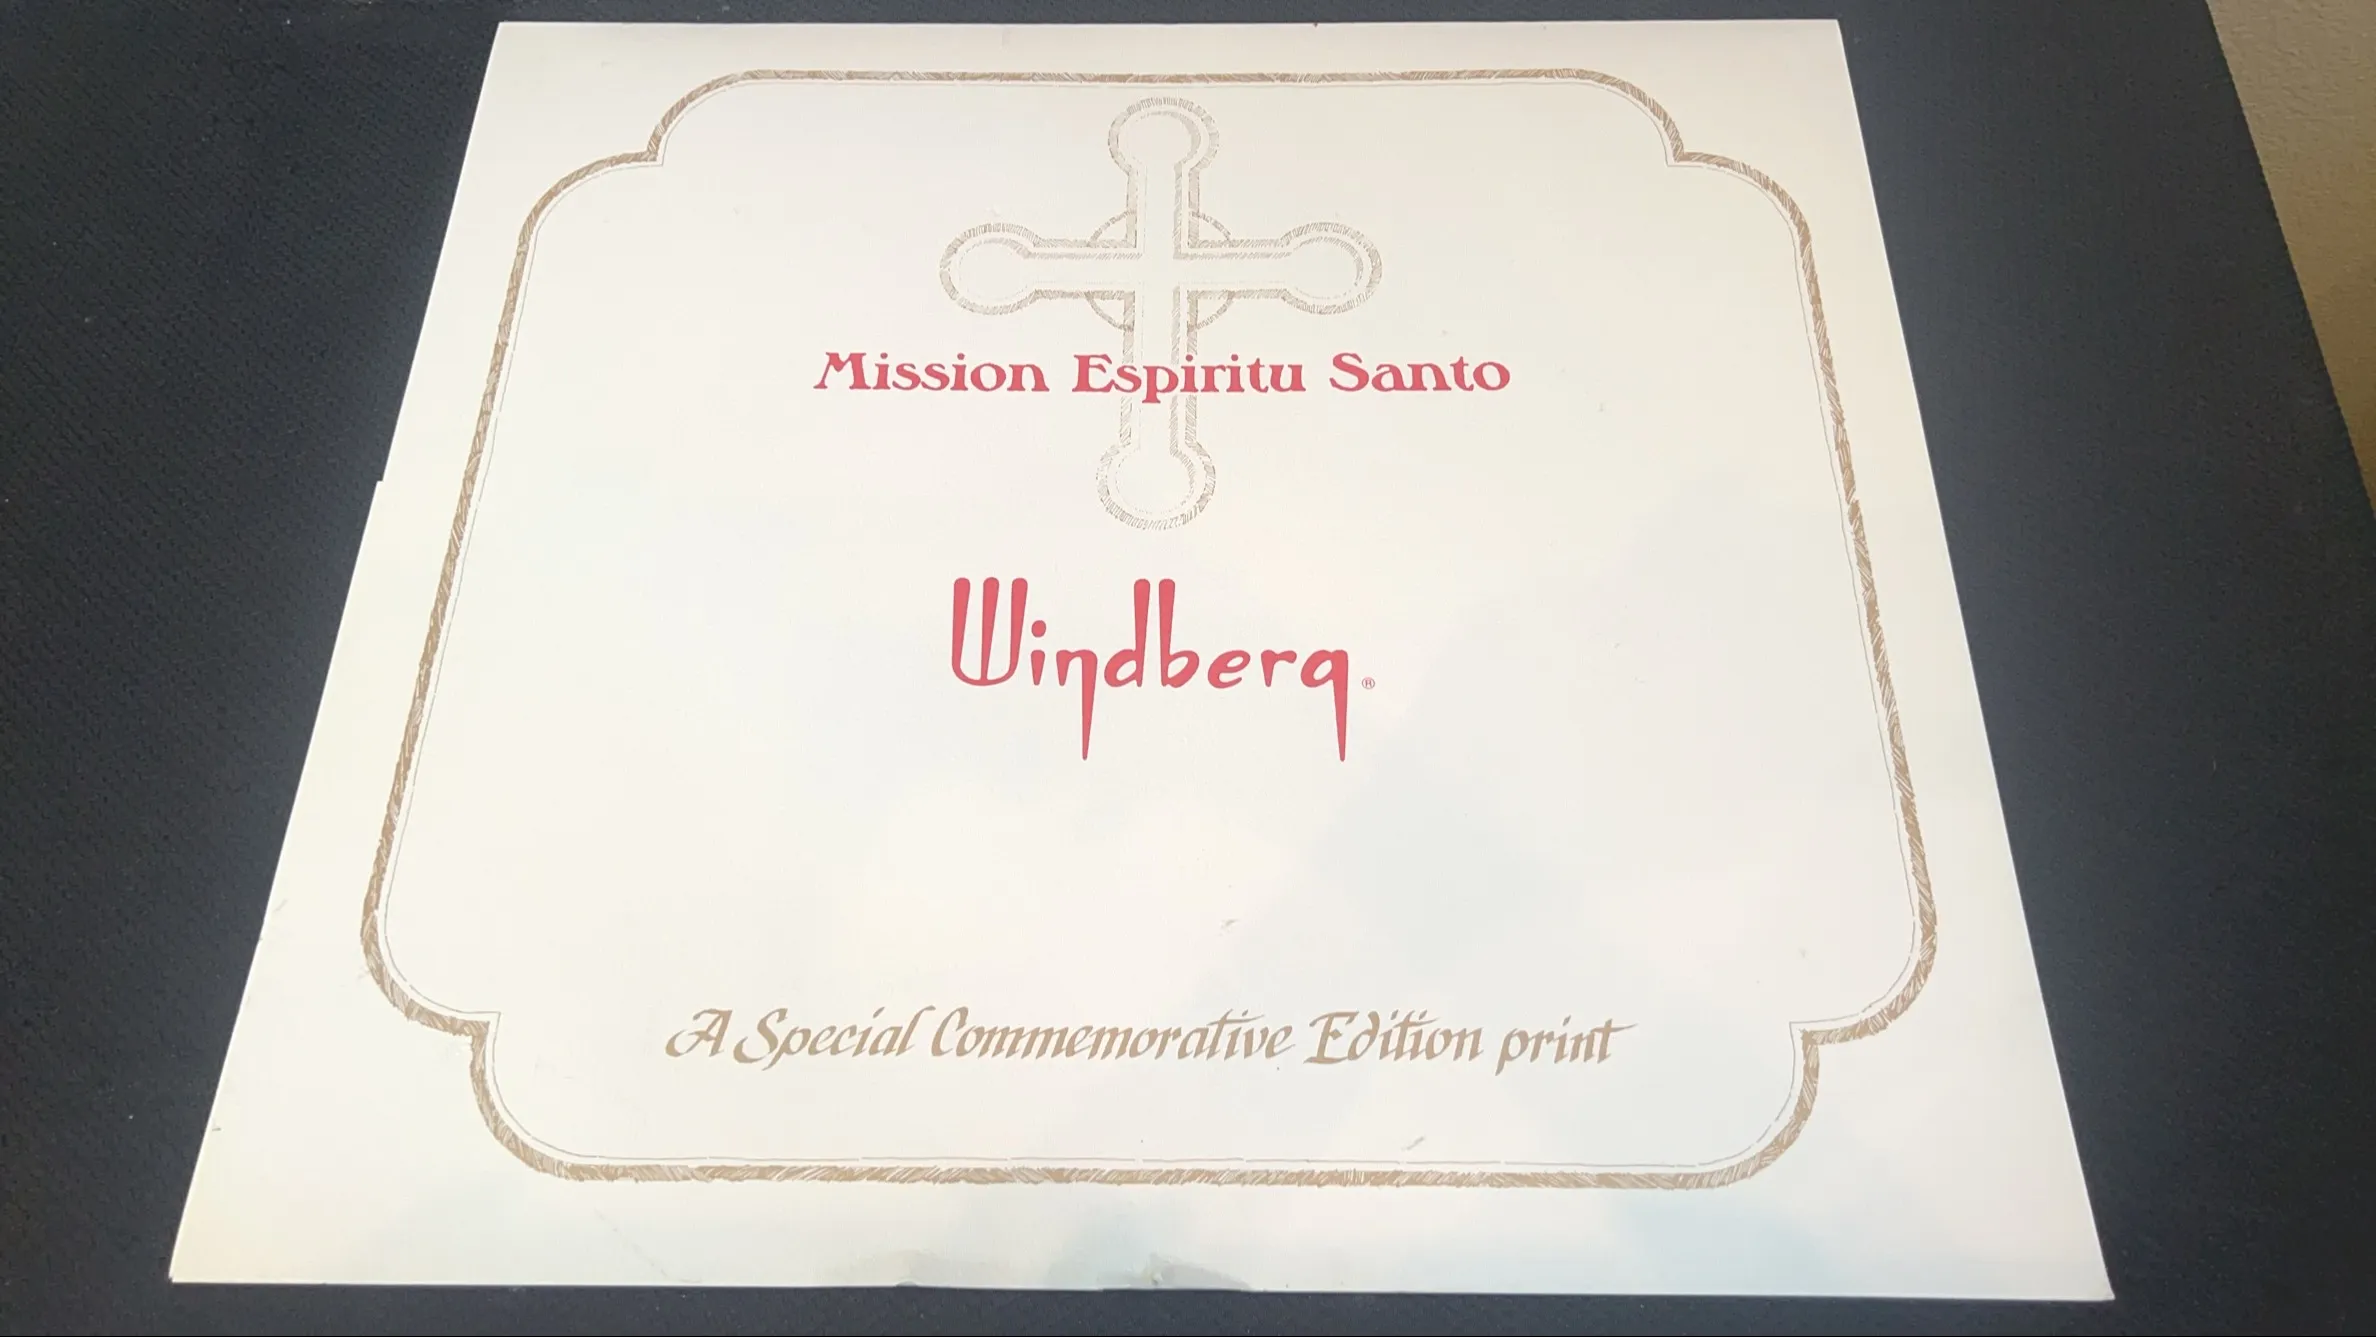 Mission Espiritu Santo
Windberg®
A Special Commemorative Edition print